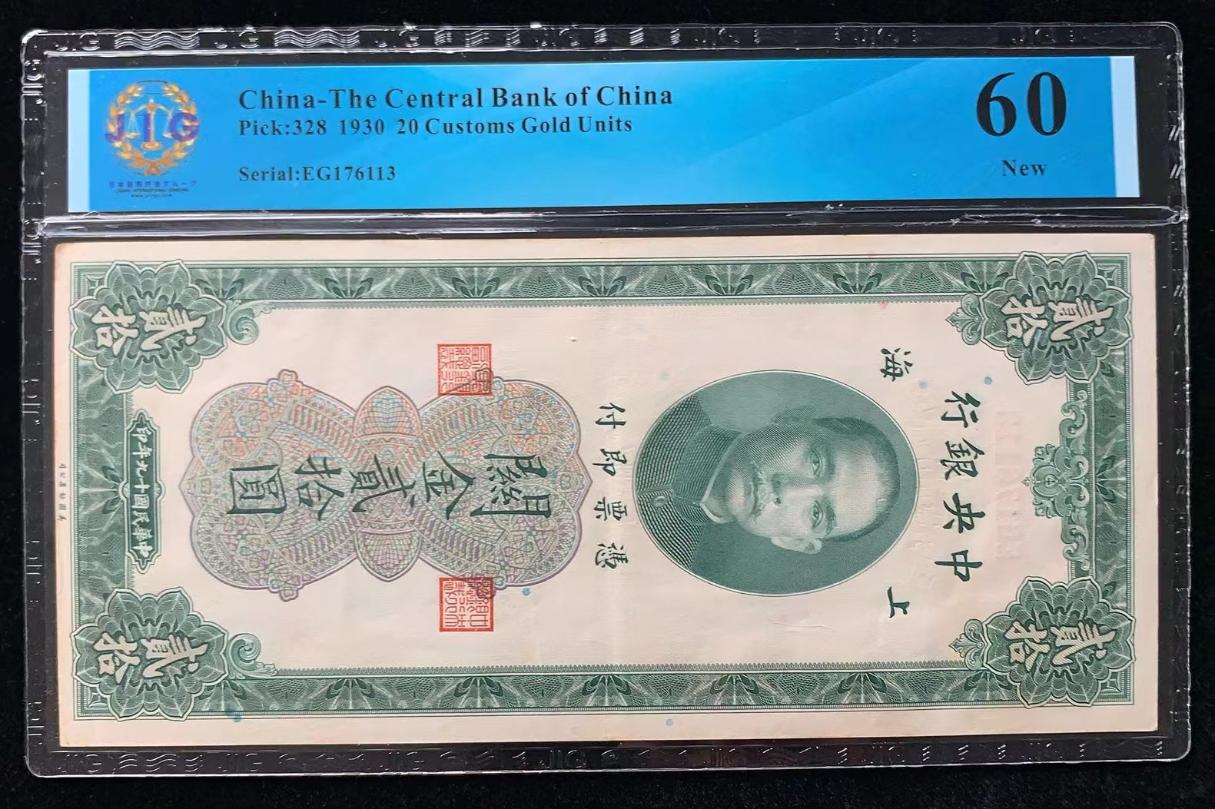 China-The Central Bank of China
Pick:328 1930 20 Customs Gold Units
Serial:EG176113
60
New
JIG
中央銀行
上海
憑票即付
關金貳拾圓
貳拾
貳拾
貳拾
貳拾
中華民國十九年印